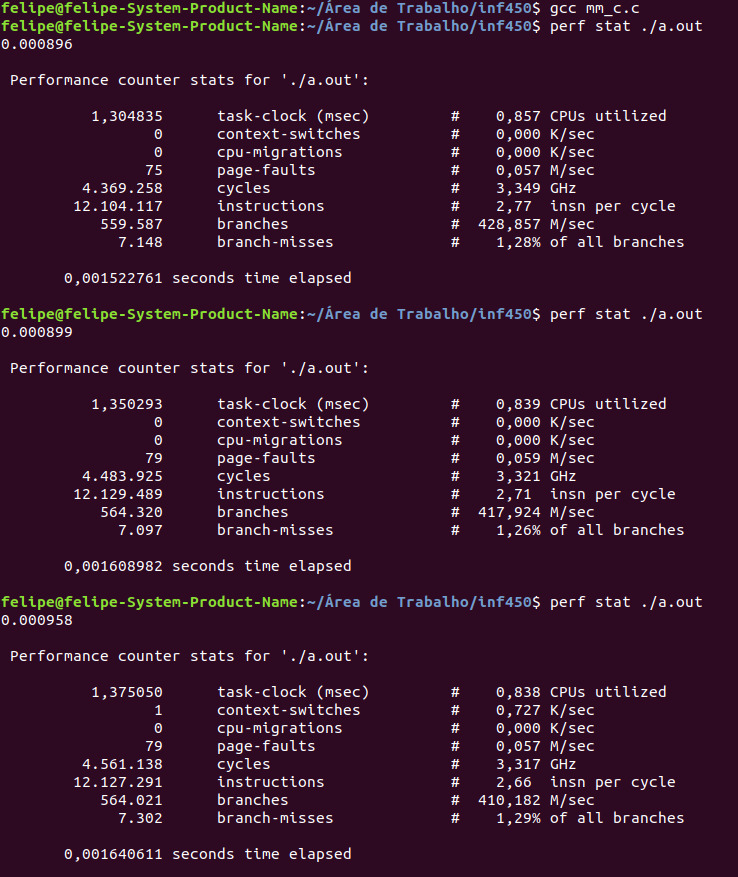 felipe@felipe-System-Product-Name:~/Área de Trabalho/inf450$ gcc mm_c.c
felipe@felipe-System-Product-Name:~/Área de Trabalho/inf450$ perf stat ./a.out
0.000896
Performance counter stats for './a.out':
1,304835 task-clock (msec) # 0,857 CPUs utilized
0 context-switches # 0,000 K/sec
0 cpu-migrations # 0,000 K/sec
75 page-faults # 0,057 M/sec
4.369.258 cycles # 3,349 GHz
12.104.117 instructions # 2,77 insn per cycle
559.587 branches # 428,857 M/sec
7.148 branch-misses # 1,28% of all branches
0,001522761 seconds time elapsed
felipe@felipe-System-Product-Name:~/Área de Trabalho/inf450$ perf stat ./a.out
0.000899
Performance counter stats for './a.out':
1,350293 task-clock (msec) # 0,839 CPUs utilized
0 context-switches # 0,000 K/sec
0 cpu-migrations # 0,000 K/sec
79 page-faults # 0,059 M/sec
4.483.925 cycles # 3,321 GHz
12.129.489 instructions # 2,71 insn per cycle
564.320 branches # 417,924 M/sec
7.097 branch-misses # 1,26% of all branches
0,001608982 seconds time elapsed
felipe@felipe-System-Product-Name:~/Área de Trabalho/inf450$ perf stat ./a.out
0.000958
Performance counter stats for './a.out':
1,375050 task-clock (msec) # 0,838 CPUs utilized
1 context-switches # 0,727 K/sec
0 cpu-migrations # 0,000 K/sec
79 page-faults # 0,057 M/sec
4.561.138 cycles # 3,317 GHz
12.127.291 instructions # 2,66 insn per cycle
564.021 branches # 410,182 M/sec
7.302 branch-misses # 1,29% of all branches
0,001640611 seconds time elapsed